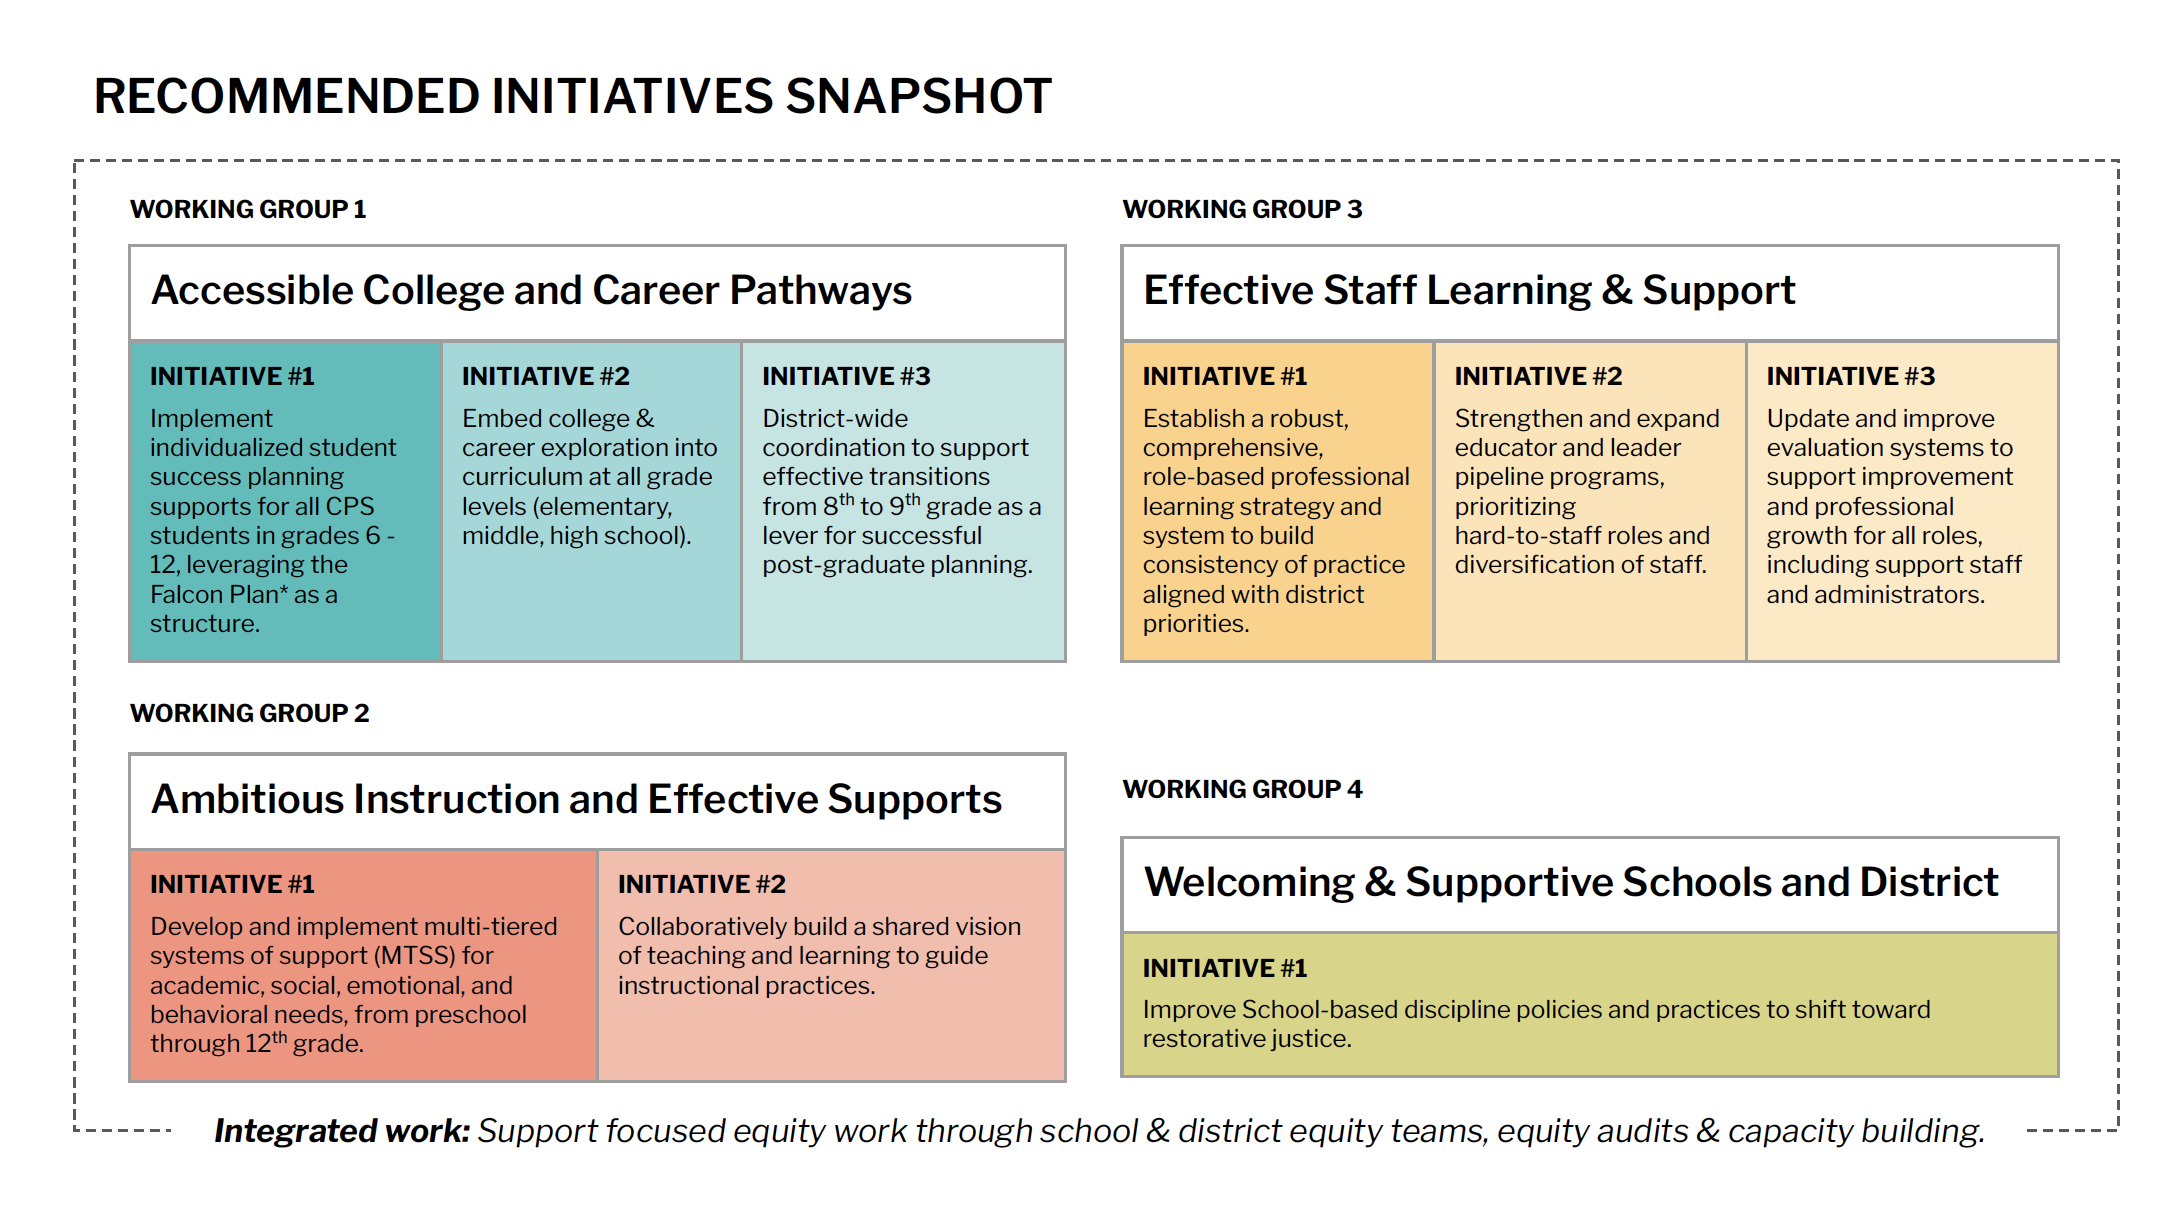 RECOMMENDED INITIATIVES SNAPSHOT
WORKING GROUP 1
Accessible College and Career Pathways
INITIATIVE #1
Implement
individualized student
success planning
supports for all CPS
students in grades 6 -
12, leveraging the
Falcon Plan* as a
structure.
INITIATIVE #2
Embed college &
career exploration into
curriculum at all grade
levels (elementary,
middle, high school).
INITIATIVE #3
District-wide
coordination to support
effective transitions
from 8th to 9th grade as a
lever for successful
post-graduate planning.
WORKING GROUP 2
Ambitious Instruction and Effective Supports
INITIATIVE #1
Develop and implement multi-tiered
systems of support (MTSS) for
academic, social, emotional, and
behavioral needs, from preschool
through 12th grade.
INITIATIVE #2
Collaboratively build a shared vision
of teaching and learning to guide
instructional practices.
WORKING GROUP 3
Effective Staff Learning & Support
INITIATIVE #1
Establish a robust,
comprehensive,
role-based professional
learning strategy and
system to build
consistency of practice
aligned with district
priorities.
INITIATIVE #2
Strengthen and expand
educator and leader
pipeline programs,
prioritizing
hard-to-staff roles and
diversification of staff.
INITIATIVE #3
Update and improve
evaluation systems to
support improvement
and professional
growth for all roles,
including support staff
and administrators.
WORKING GROUP 4
Welcoming & Supportive Schools and District
INITIATIVE #1
Improve School-based discipline policies and practices to shift toward
restorative justice.
Integrated work: Support focused equity work through school & district equity teams, equity audits & capacity building.